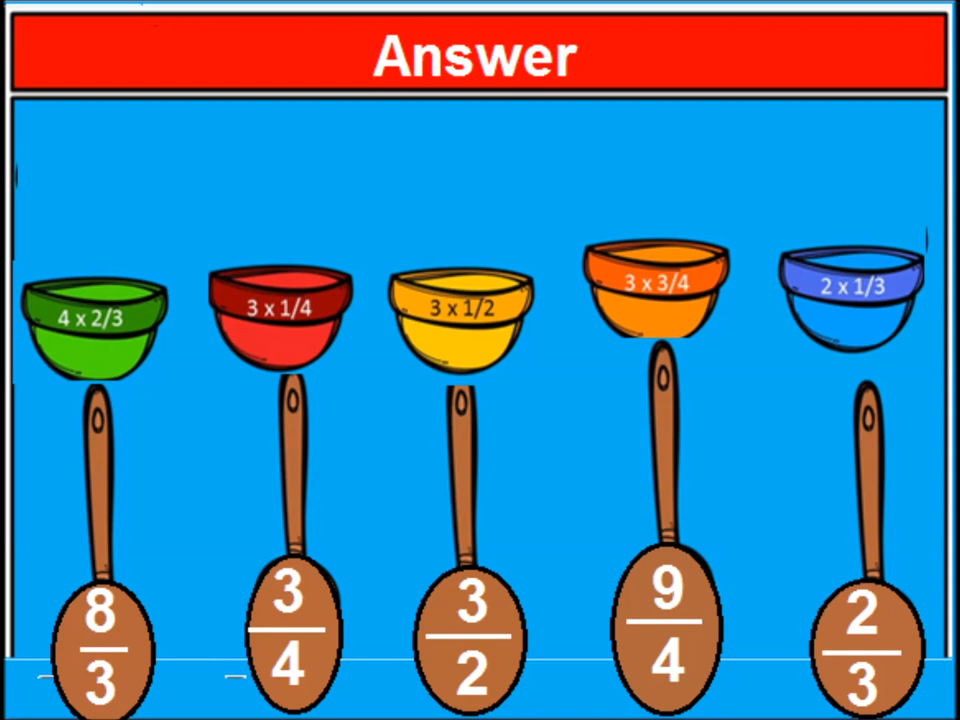 Answer
4 x 2/3
3 x 1/4
3 x 1/2
3 x 3/4
2 x 1/3
8/3
3/4
3/2
9/4
2/3